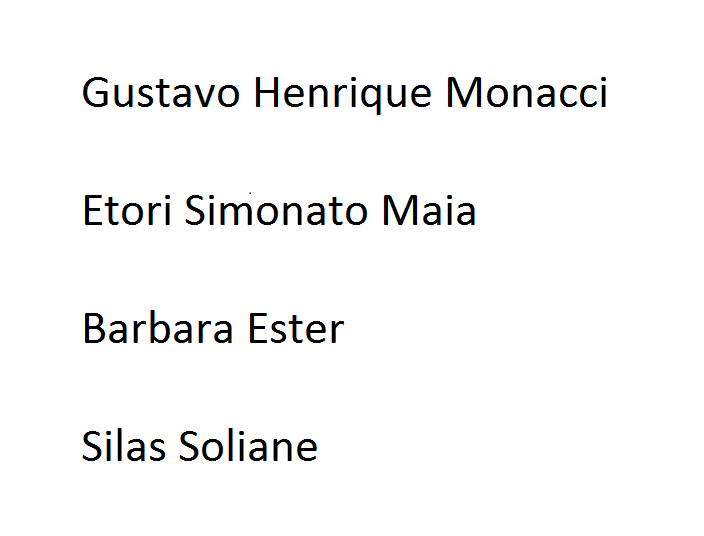 Gustavo Henrique Monacci
Etori Simonato Maia
Barbara Ester
Silas Soliane